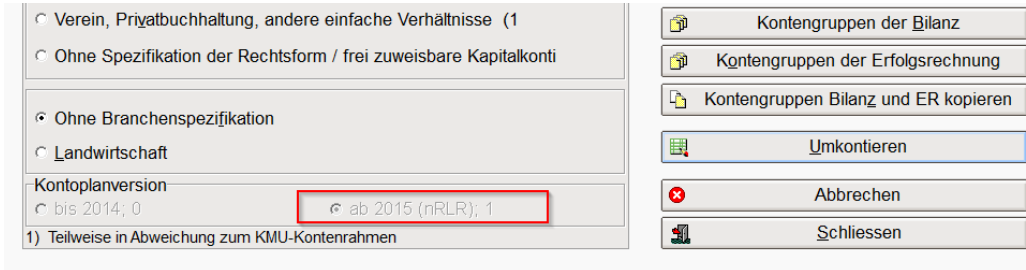 Verein, Privatbuchhaltung, andere einfache Verhältnisse (1
Ohne Spezifikation der Rechtsform / frei zuweisbare Kapitalkonti
Ohne Branchenspezifikation
Landwirtschaft
Kontoplanversion
bis 2014; 0
ab 2015 (nRLR); 1
1) Teilweise in Abweichung zum KMU-Kontenrahmen
Kontengruppen der Bilanz
Kontengruppen der Erfolgsrechnung
Kontengruppen Bilanz und ER kopieren
Umkontieren
Abbrechen
Schliessen